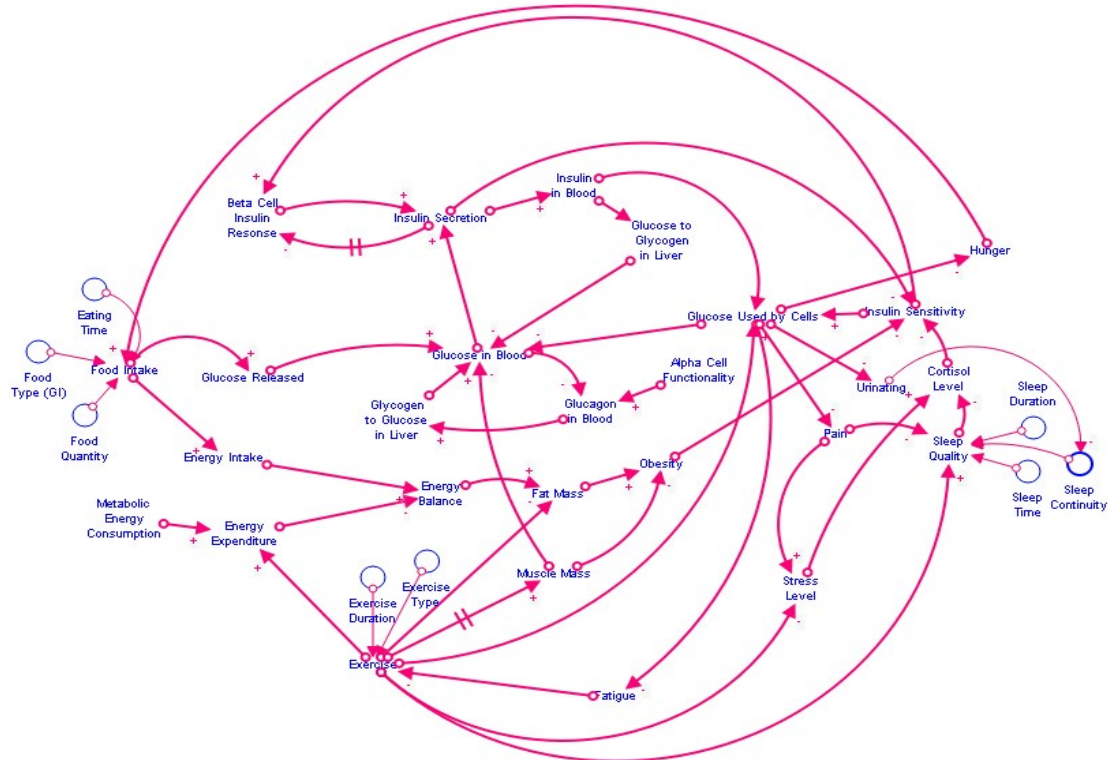 Beta Cell
Insulin
Resonse
Insulin Secretion
Insulin
in Blood
Glucose to
Glycogen
in Liver
Hunger
Eating
Time
Food
Type (GI)
Food Intake
Food
Quantity
Glucose Released
Glucose in Blood
Glucose Used by Cells
Insulin Sensitivity
Alpha Cell
Functionality
Glycogen
to Glucose
in Liver
Glucagon
in Blood
Urinating
Cortisol
Level
Sleep
Duration
Pain
Sleep
Quality
Sleep
Time
Sleep
Continuity
Energy Intake
Energy
Balance
Fat Mass
Obesity
Metabolic
Energy
Consumption
Energy
Expenditure
Exercise
Duration
Exercise
Type
Muscle Mass
Stress
Level
Exercise
Fatigue